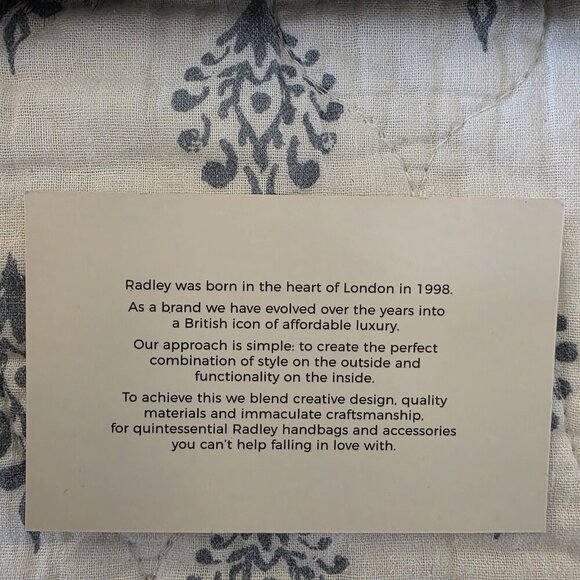 Radley was born in the heart of London in 1998.
As a brand we have evolved over the years into
a British icon of affordable luxury.
Our approach is simple: to create the perfect
combination of style on the outside and
functionality on the inside.
To achieve this we blend creative design, quality
materials and immaculate craftsmanship,
for quintessential Radley handbags and accessories
you can't help falling in love with.